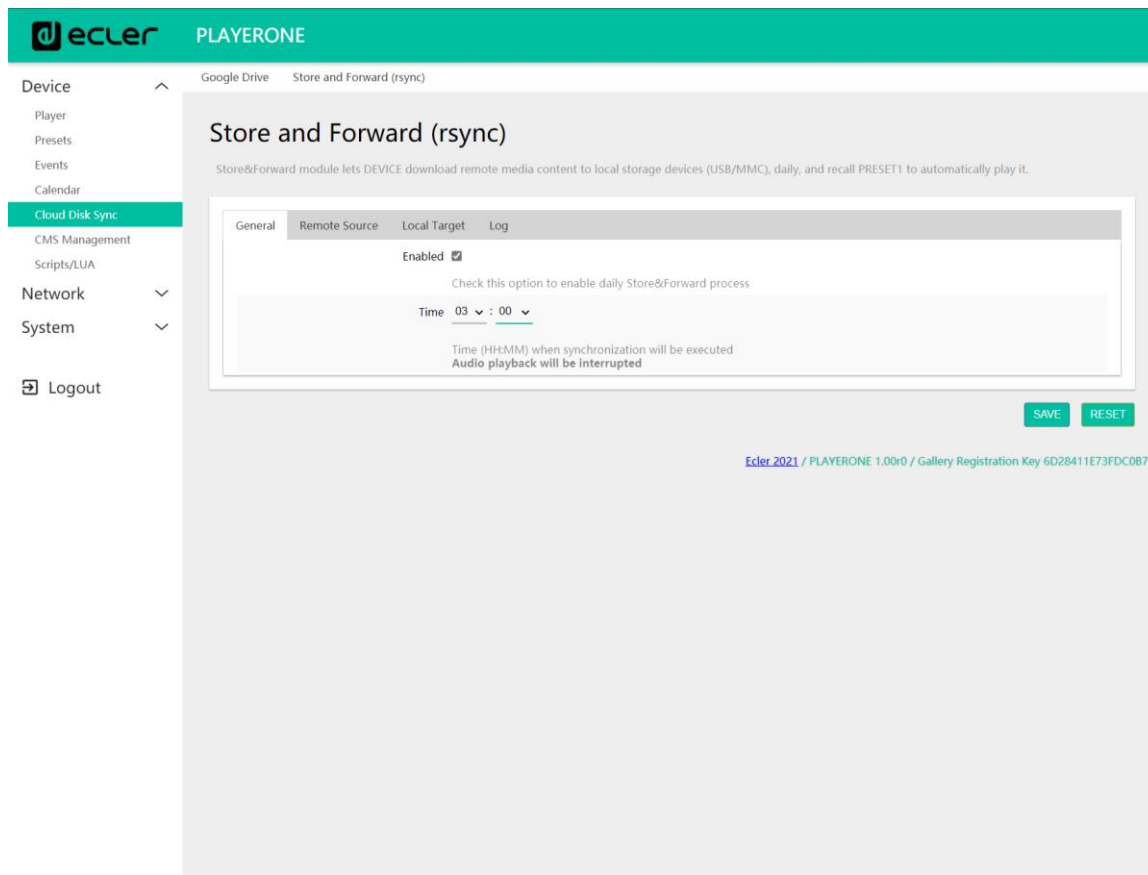 ecler
PLAYERONE
Device
Player
Presets
Events
Calendar
Cloud Disk Sync
CMS Management
Scripts/LUA
Network
System
Logout
Google Drive Store and Forward (rsync)
Store and Forward (rsync)
Store&Forward module lets DEVICE download remote media content to local storage devices (USB/MMC), daily, and recall PRESET1 to automatically play it.
General Remote Source Local Target Log
Enabled
Check this option to enable daily Store&Forward process
Time 03 : 00
Time (HH:MM) when synchronization will be executed
Audio playback will be interrupted
SAVE RESET
Ecler 2021 / PLAYERONE 1.00r0 / Gallery Registration Key 6D28411E73FDC0B7